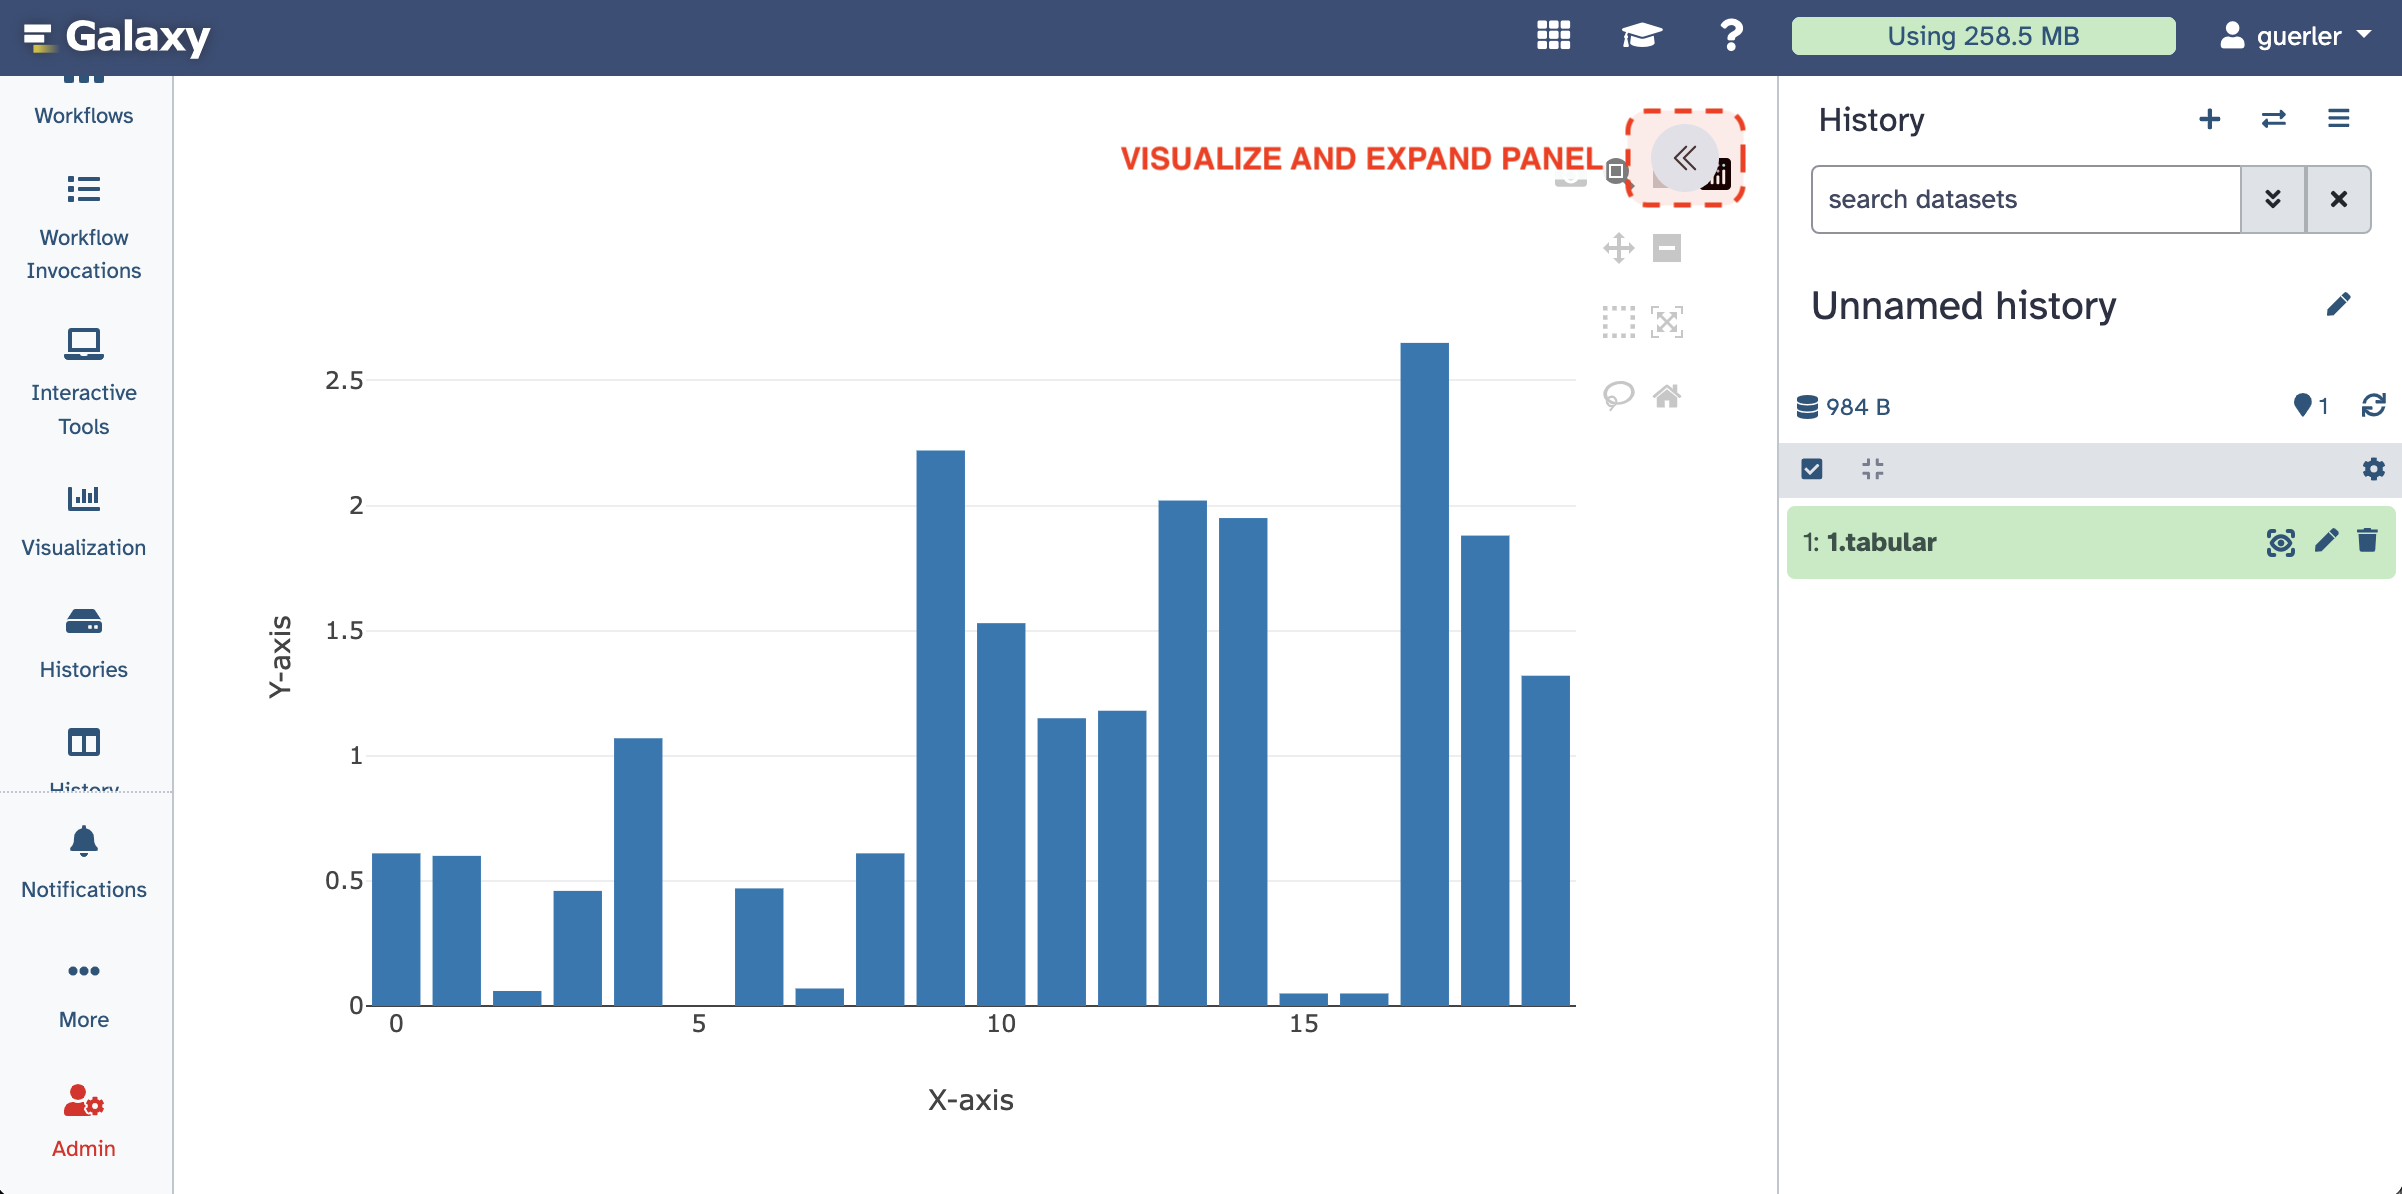 Galaxy
Using 258.5 MB
guerler
Workflows
Workflow
Invocations
Interactive
Tools
Visualization
Histories
History
Notifications
More
Admin
VISUALIZE AND EXPAND PANEL
2.5
2
1.5
1
0.5
0
0 5 10 15
Y-axis
X-axis
History
search datasets
Unnamed history
984 B
1
1: 1.tabular